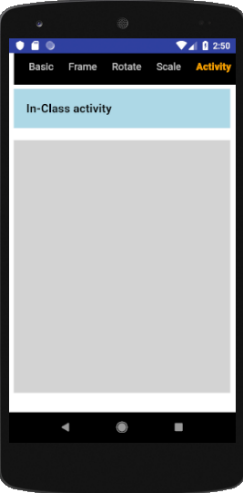 2:50
Basic Frame Rotate Scale Activity
In-Class activity